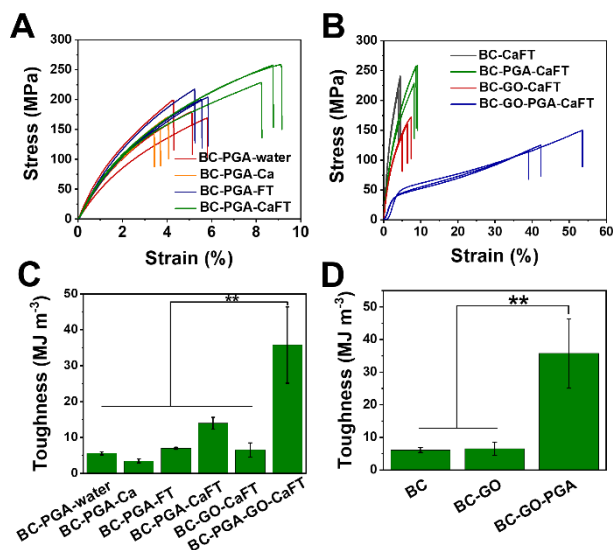 A
Stress (MPa)
300
250
200
150
100
50
0
0 2 4 6 8 10
Strain (%)
BC-PGA-water
BC-PGA-Ca
BC-PGA-FT
BC-PGA-CaFT
B
Stress (MPa)
300
250
200
150
100
50
0
0 10 20 30 40 50 60
Strain (%)
BC-CaFT
BC-PGA-CaFT
BC-GO-CaFT
BC-GO-PGA-CaFT
C
Toughness (MJ m-3)
50
40
30
20
10
0
**
BC-PGA-water
BC-PGA-Ca
BC-PGA-FT
BC-PGA-CaFT
BC-GO-CaFT
BC-PGA-GO-CaFT
D
Toughness (MJ m-3)
50
40
30
20
10
0
**
BC
BC-GO
BC-GO-PGA